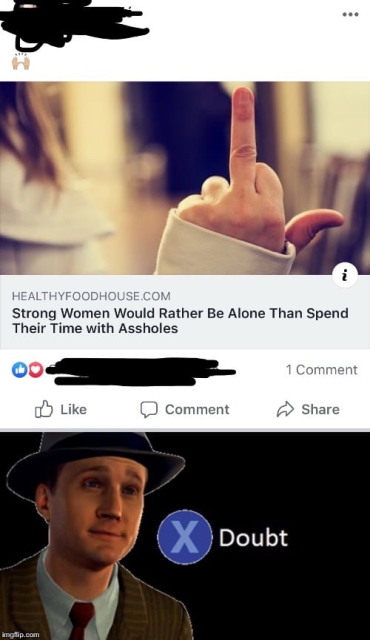 HEALTHYFOODHOUSE.COM
Strong Women Would Rather Be Alone Than Spend
Their Time with Assholes
1 Comment
Like Comment Share
X Doubt
imgflip.com